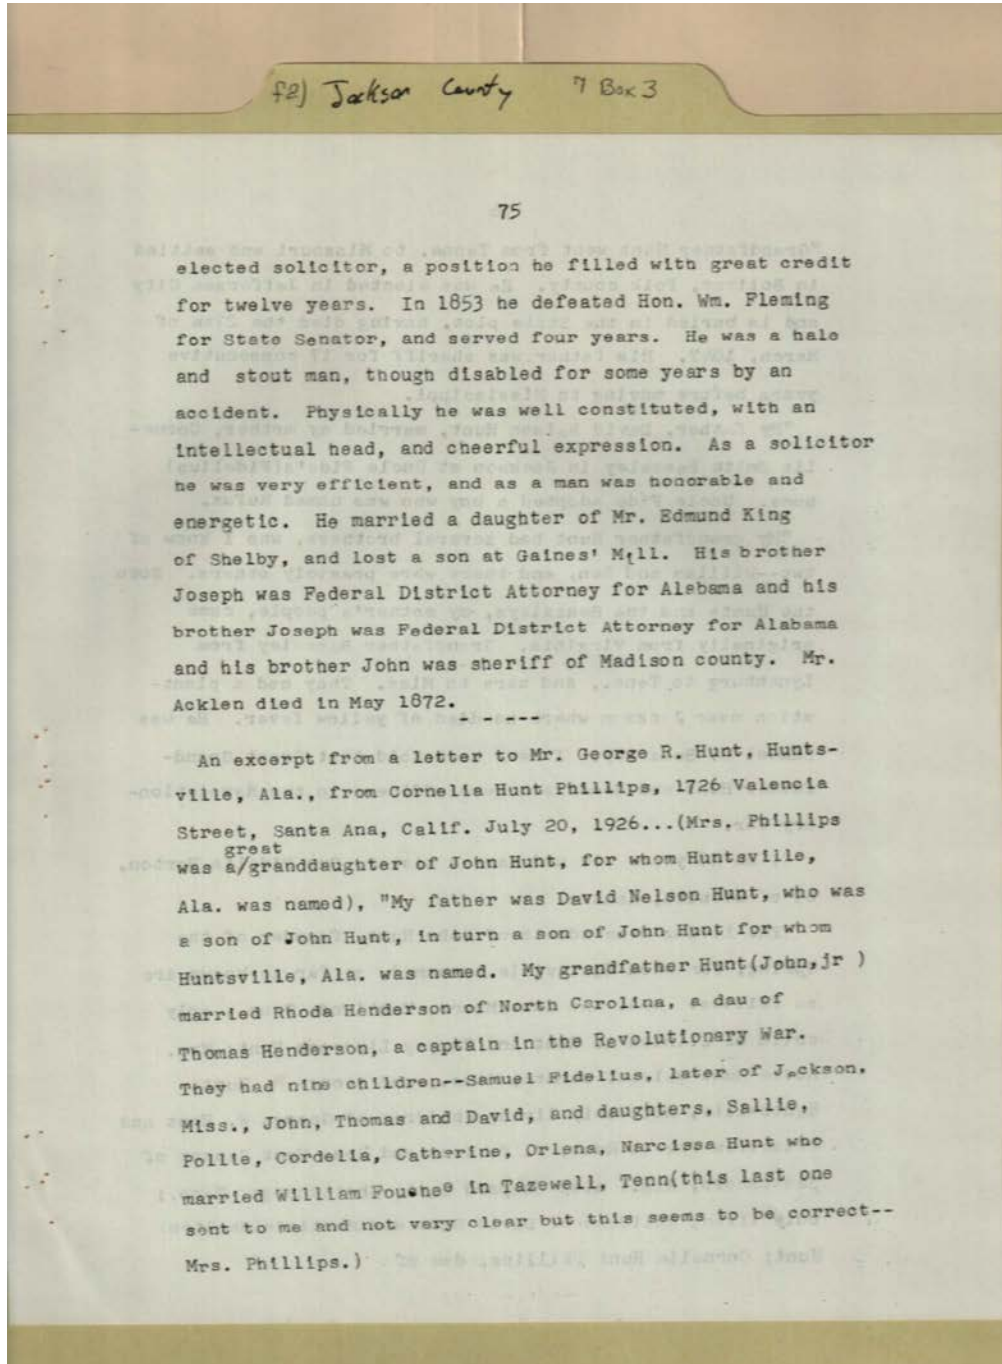 f2) Jackson County 7 Box 3
75
elected solicitor, a position he filled with great credit
for twelve years. In 1853 he defeated Hon. Wm. Fleming
for State Senator, and served four years. He was a hale
and stout man, though disabled for some years by an
accident. Physically he was well constituted, with an
intellectual head, and cheerful expression. As a solicitor
he was very efficient, and as a man was honorable and
energetic. He married a daughter of Mr. Edmund King
of Shelby, and lost a son at Gaines' Mill. His brother
Joseph was Federal District Attorney for Alabama and his
brother Joseph was Federal District Attorney for Alabama
and his brother John was sheriff of Madison county. Mr.
Acklen died in May 1872.
- - ----
An excerpt from a letter to Mr. George R. Hunt, Hunts-
ville, Ala., from Cornelia Hunt Phillips, 1726 Valencia
Street, Santa Ana, Calif. July 20, 1926...(Mrs. Phillips
great
was a/granddaughter of John Hunt, for whom Huntsville,
Ala. was named), "My father was David Nelson Hunt, who was
a son of John Hunt, in turn a son of John Hunt for whom
Huntsville, Ala. was named. My grandfather Hunt(John,jr )
married Rhoda Henderson of North Carolina, a dau of
Thomas Henderson, a captain in the Revolutionary War.
They had nine children--Samuel Fidelius, later of Jackson,
Miss., John, Thomas and David, and daughters, Sallie,
Pollie, Cordelia, Catherine, Orlena, Narcissa Hunt who
married William Fouchee in Tazewell, Tenn(this last one
sent to me and not very clear but this seems to be correct--
Mrs. Phillips.)